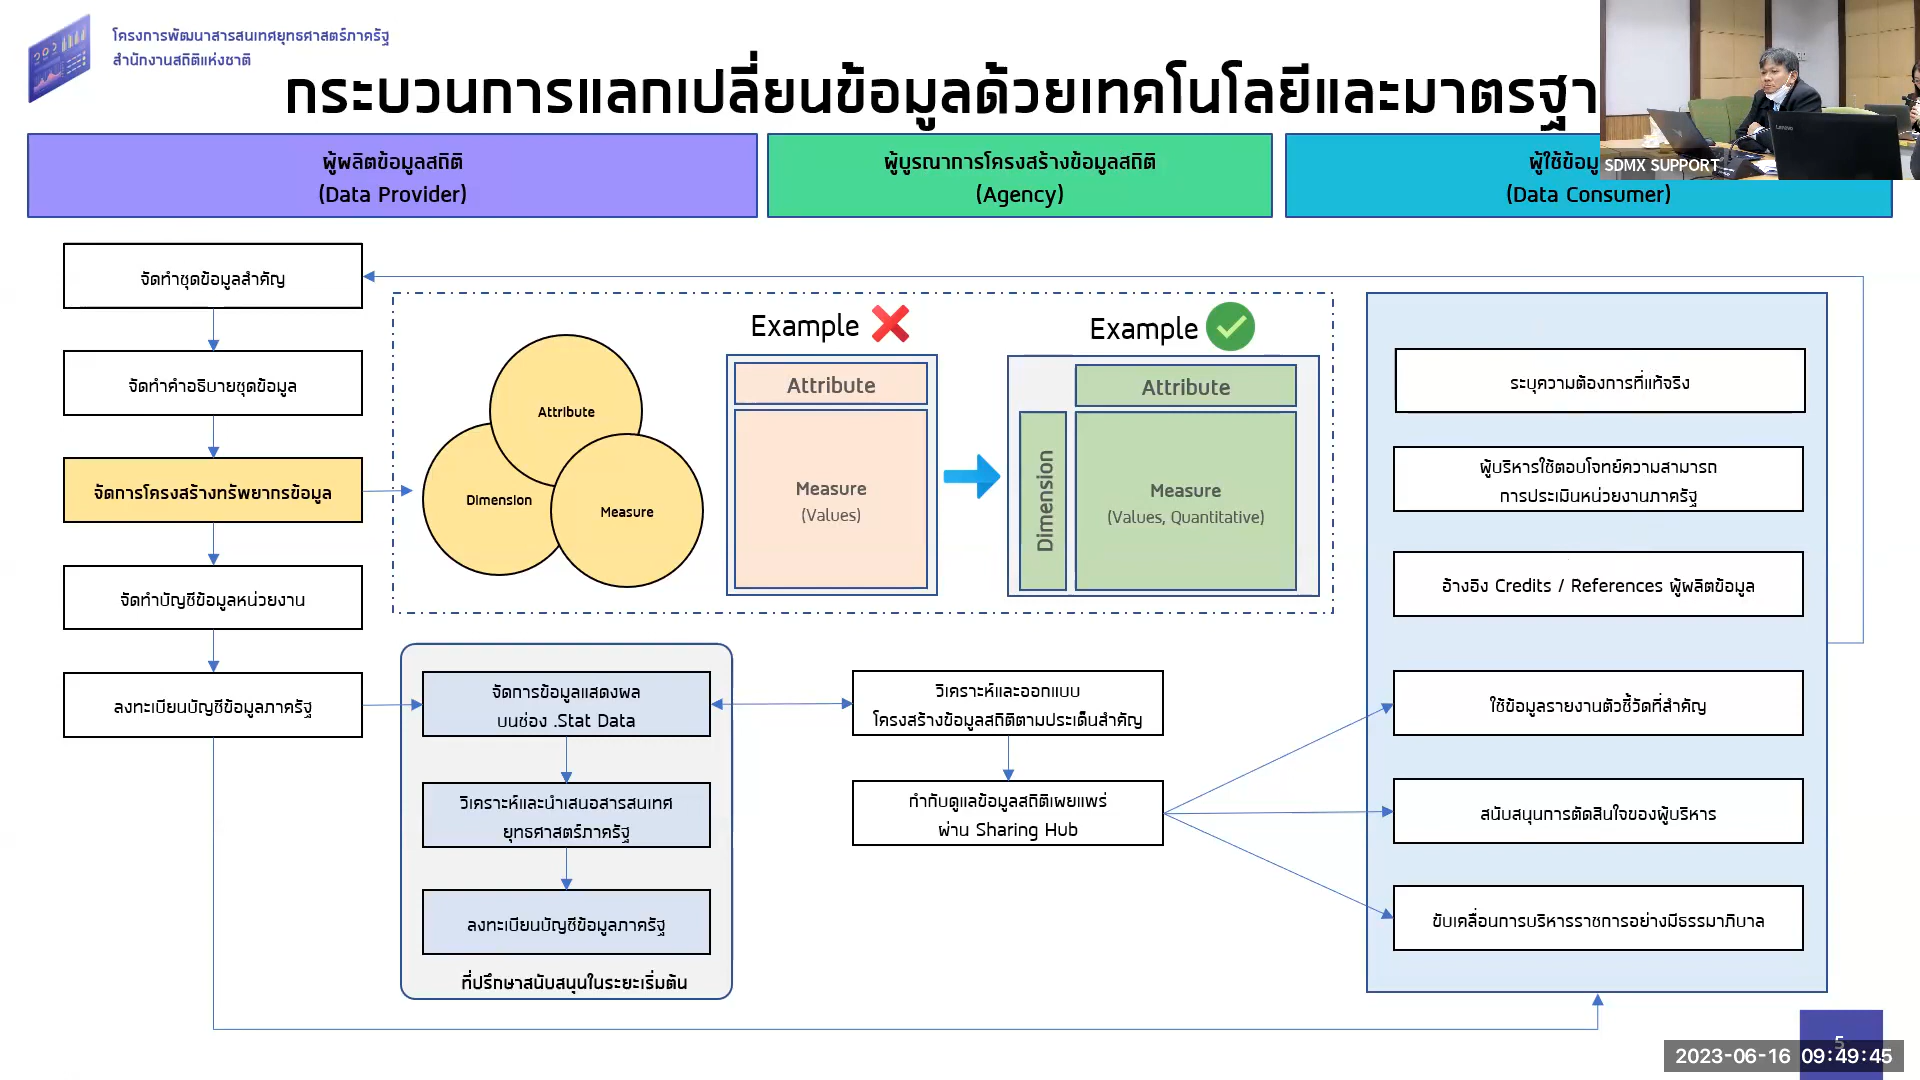 โครงการพัฒนาสารสนเทศยุทธศาสตร์ภาครัฐ
สำนักงานสถิติแห่งชาติ
กระบวนการแลกเปลี่ยนข้อมูลด้วยเทคโนโลยีและมาตรฐา
SDMX SUPPORT
ผู้ผลิตข้อมูลสถิติ
(Data Provider)
ผู้บูรณาการโครงสร้างข้อมูลสถิติ
(Agency)
ผู้ใช้ข้อมู
(Data Consumer)
จัดทำชุดข้อมูลสำคัญ
จัดทำคำอธิบายชุดข้อมูล
จัดการโครงสร้างทรัพยากรข้อมูล
จัดทำบัญชีข้อมูลหน่วยงาน
ลงทะเบียนบัญชีข้อมูลภาครัฐ
Attribute
Dimension
Measure
Example
Attribute
Measure
(Values)
Example
Attribute
Dimension
Measure
(Values, Quantitative)
จัดการข้อมูลแสดงผล
บนช่อง .Stat Data
วิเคราะห์และนำเสนอสารสนเทศ
ยุทธศาสตร์ภาครัฐ
ลงทะเบียนบัญชีข้อมูลภาครัฐ
ที่ปรึกษาสนับสนุนในระยะเริ่มต้น
วิเคราะห์และออกแบบ
โครงสร้างข้อมูลสถิติตามประเด็นสำคัญ
กำกับดูแลข้อมูลสถิติเผยแพร่
ผ่าน Sharing Hub
ระบุความต้องการที่แท้จริง
ผู้บริหารใช้ตอบโจทย์ความสามารถ
การประเมินหน่วยงานภาครัฐ
อ้างอิง Credits / References ผู้ผลิตข้อมูล
ใช้ข้อมูลรายงานตัวชี้วัดที่สำคัญ
สนับสนุนการตัดสินใจของผู้บริหาร
ขับเคลื่อนการบริหารราชการอย่างมีธรรมาภิบาล
5
2023-06-16 09:49:45